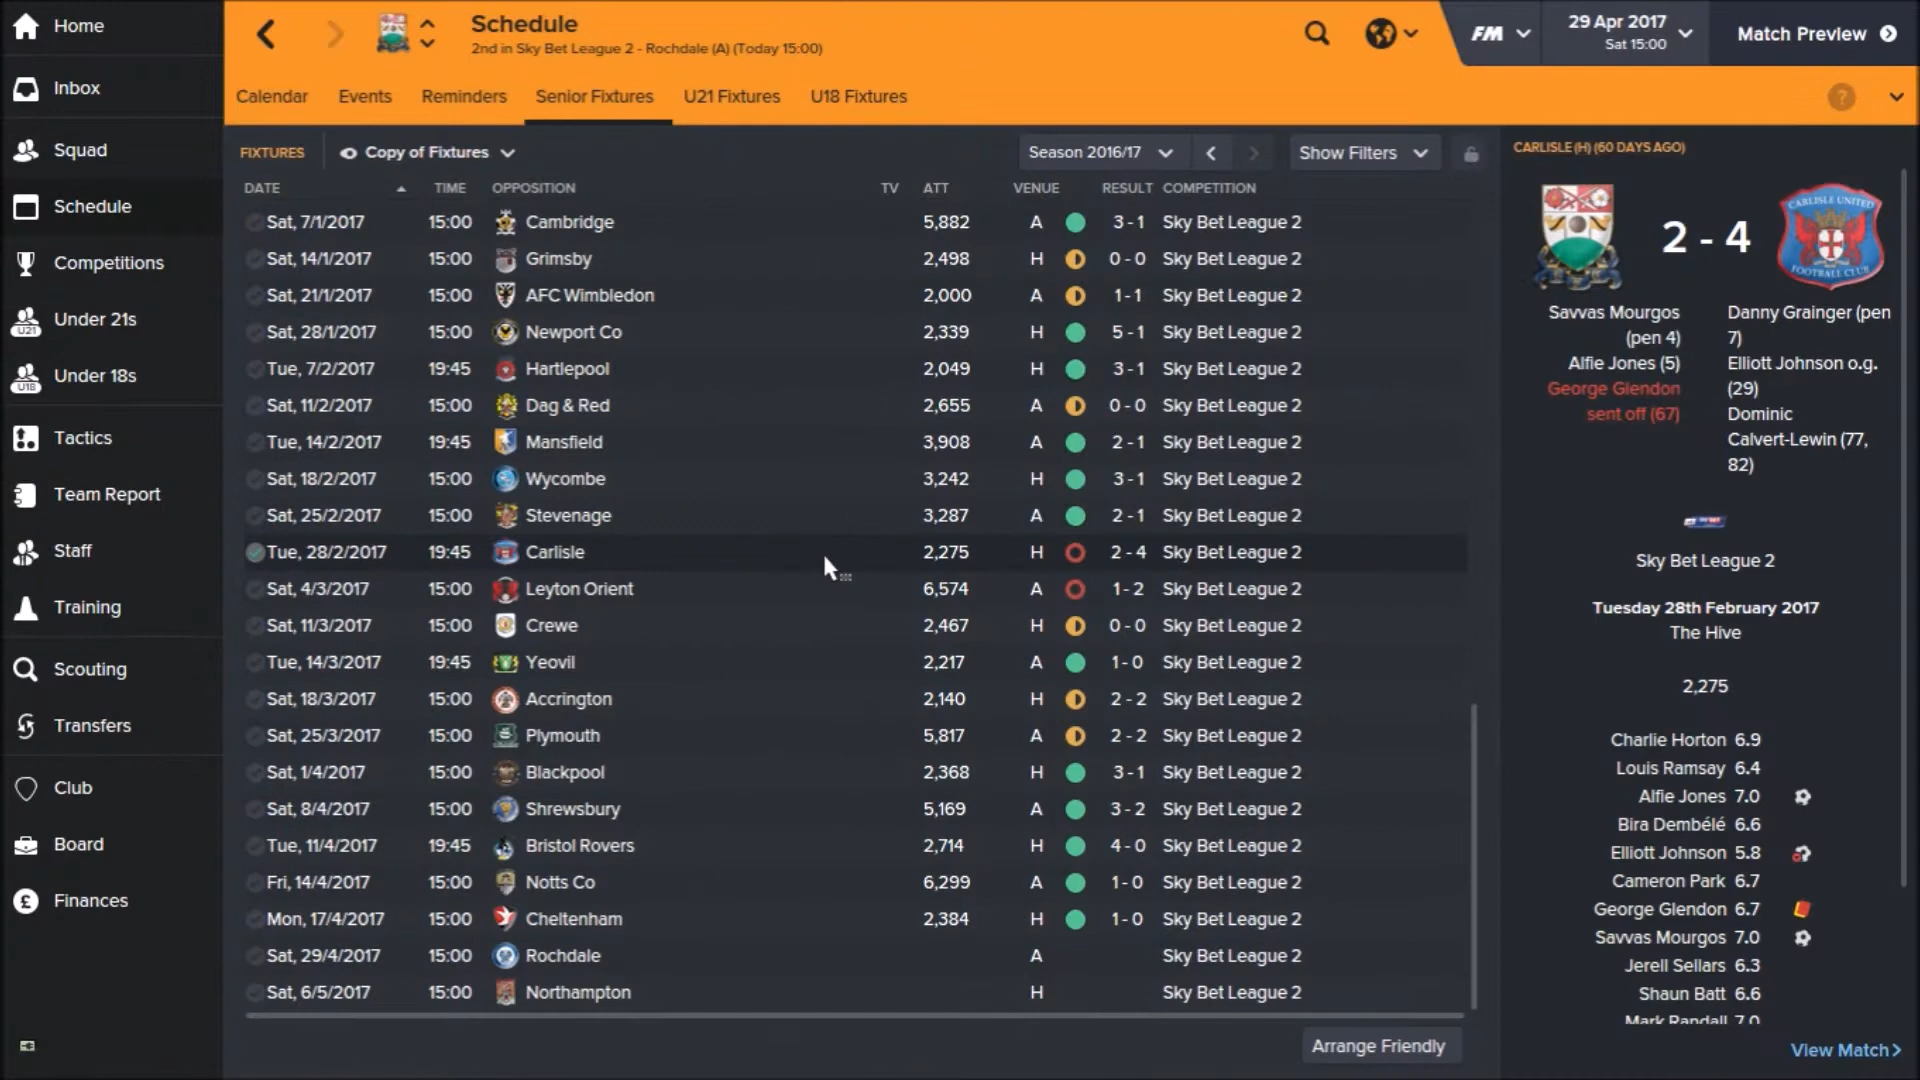 Home
Inbox
Squad
Schedule
Competitions
Under 21s
Under 18s
Tactics
Team Report
Staff
Training
Scouting
Transfers
Club
Board
Finances
Schedule
2nd in Sky Bet League 2 - Rochdale (A) (Today 15:00)
FM
29 Apr 2017
Sat 15:00
Match Preview
Calendar Events Reminders Senior Fixtures U21 Fixtures U18 Fixtures
FIXTURES Copy of Fixtures Season 2016/17 Show Filters
DATE TIME OPPOSITION TV ATT VENUE RESULT COMPETITION
Sat, 7/1/2017 15:00 Cambridge 5,882 A 3 - 1 Sky Bet League 2
Sat, 14/1/2017 15:00 Grimsby 2,498 H 0 - 0 Sky Bet League 2
Sat, 21/1/2017 15:00 AFC Wimbledon 2,000 A 1 - 1 Sky Bet League 2
Sat, 28/1/2017 15:00 Newport Co 2,339 H 5 - 1 Sky Bet League 2
Tue, 7/2/2017 19:45 Hartlepool 2,049 H 3 - 1 Sky Bet League 2
Sat, 11/2/2017 15:00 Dag & Red 2,655 A 0 - 0 Sky Bet League 2
Tue, 14/2/2017 19:45 Mansfield 3,908 A 2 - 1 Sky Bet League 2
Sat, 18/2/2017 15:00 Wycombe 3,242 H 3 - 1 Sky Bet League 2
Sat, 25/2/2017 15:00 Stevenage 3,287 A 2 - 1 Sky Bet League 2
Tue, 28/2/2017 19:45 Carlisle 2,275 H 2 - 4 Sky Bet League 2
Sat, 4/3/2017 15:00 Leyton Orient 6,574 A 1 - 2 Sky Bet League 2
Sat, 11/3/2017 15:00 Crewe 2,467 H 0 - 0 Sky Bet League 2
Tue, 14/3/2017 19:45 Yeovil 2,217 A 1 - 0 Sky Bet League 2
Sat, 18/3/2017 15:00 Accrington 2,140 H 2 - 2 Sky Bet League 2
Sat, 25/3/2017 15:00 Plymouth 5,817 A 2 - 2 Sky Bet League 2
Sat, 1/4/2017 15:00 Blackpool 2,368 H 3 - 1 Sky Bet League 2
Sat, 8/4/2017 15:00 Shrewsbury 5,169 A 3 - 2 Sky Bet League 2
Tue, 11/4/2017 19:45 Bristol Rovers 2,714 H 4 - 0 Sky Bet League 2
Fri, 14/4/2017 15:00 Notts Co 6,299 A 1 - 0 Sky Bet League 2
Mon, 17/4/2017 15:00 Cheltenham 2,384 H 1 - 0 Sky Bet League 2
Sat, 29/4/2017 15:00 Rochdale A Sky Bet League 2
Sat, 6/5/2017 15:00 Northampton H Sky Bet League 2
Arrange Friendly
CARLISLE (H) (60 DAYS AGO)
2 - 4
CARLISLE UNITED
FOOTBALL CLUB
Savvas Mourgos
(pen 4)
Alfie Jones (5)
George Glendon
sent off (67)
Danny Grainger (pen
7)
Elliott Johnson o.g.
(29)
Dominic
Calvert-Lewin (77,
82)
Sky Bet League 2
Tuesday 28th February 2017
The Hive
2,275
Charlie Horton 6.9
Louis Ramsay 6.4
Alfie Jones 7.0
Bira Dembélé 6.6
Elliott Johnson 5.8
Cameron Park 6.7
George Glendon 6.7
Savvas Mourgos 7.0
Jerell Sellars 6.3
Shaun Batt 6.6
Mark Randall 7.0
View Match